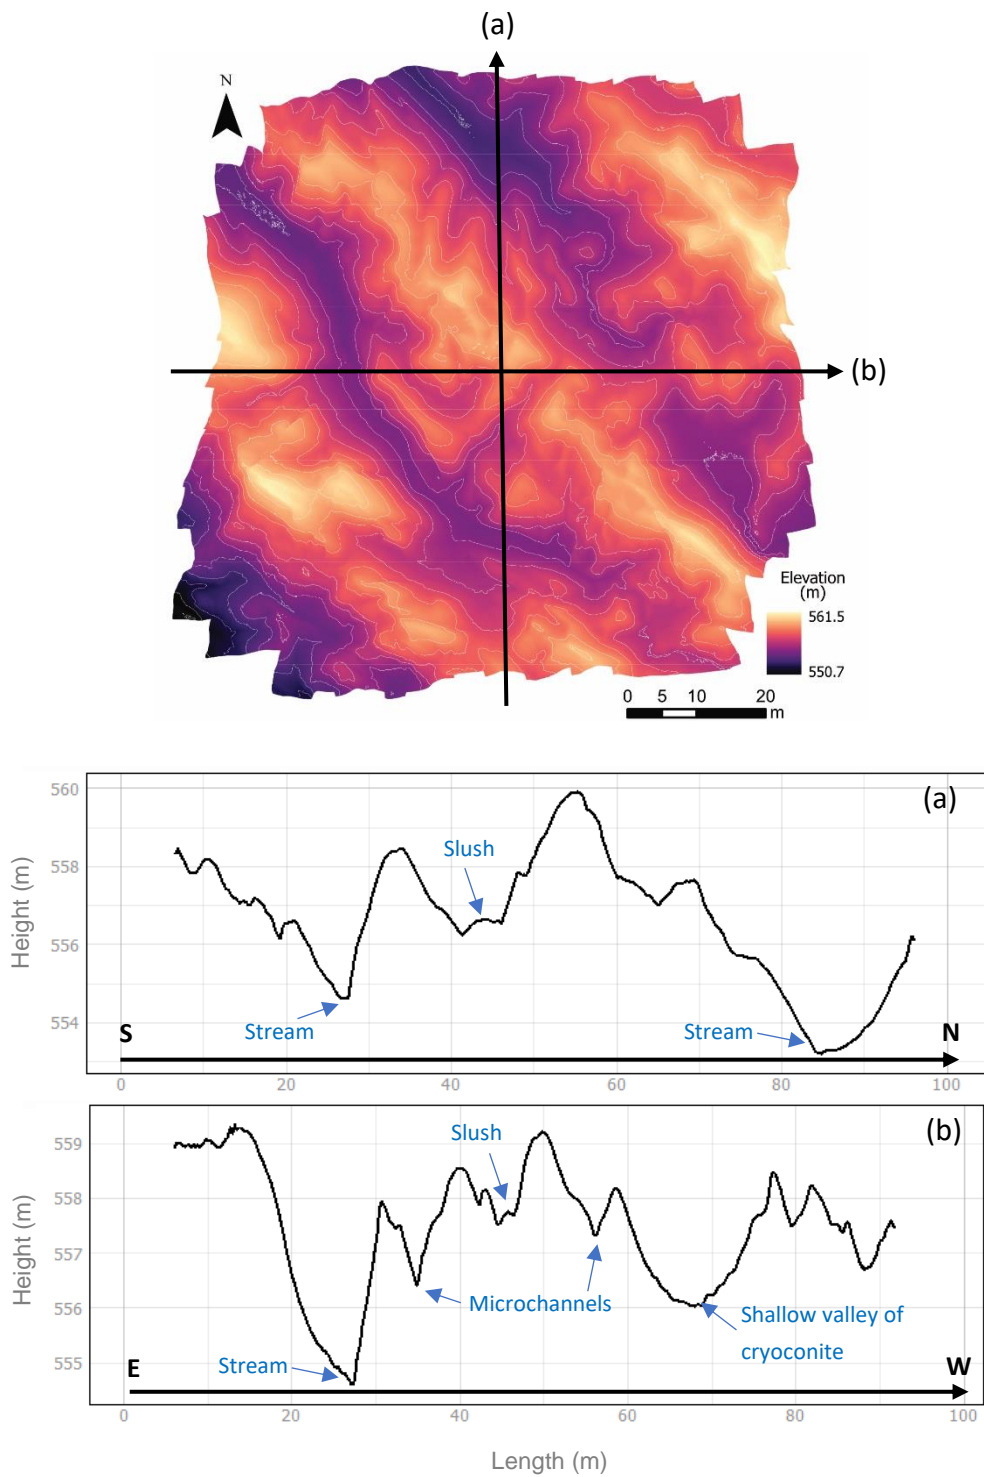 (a)
N
(b)
Elevation
(m)
561.5
550.7
0 5 10 20
m
(a)
560
558
556
554
Height (m)
Slush
Stream
Stream
S
N
0 20 40 60 80 100
(b)
559
558
557
556
555
Height (m)
Slush
Microchannels
Shallow valley of
cryoconite
Stream
E
W
0 20 40 60 80 100
Length (m)